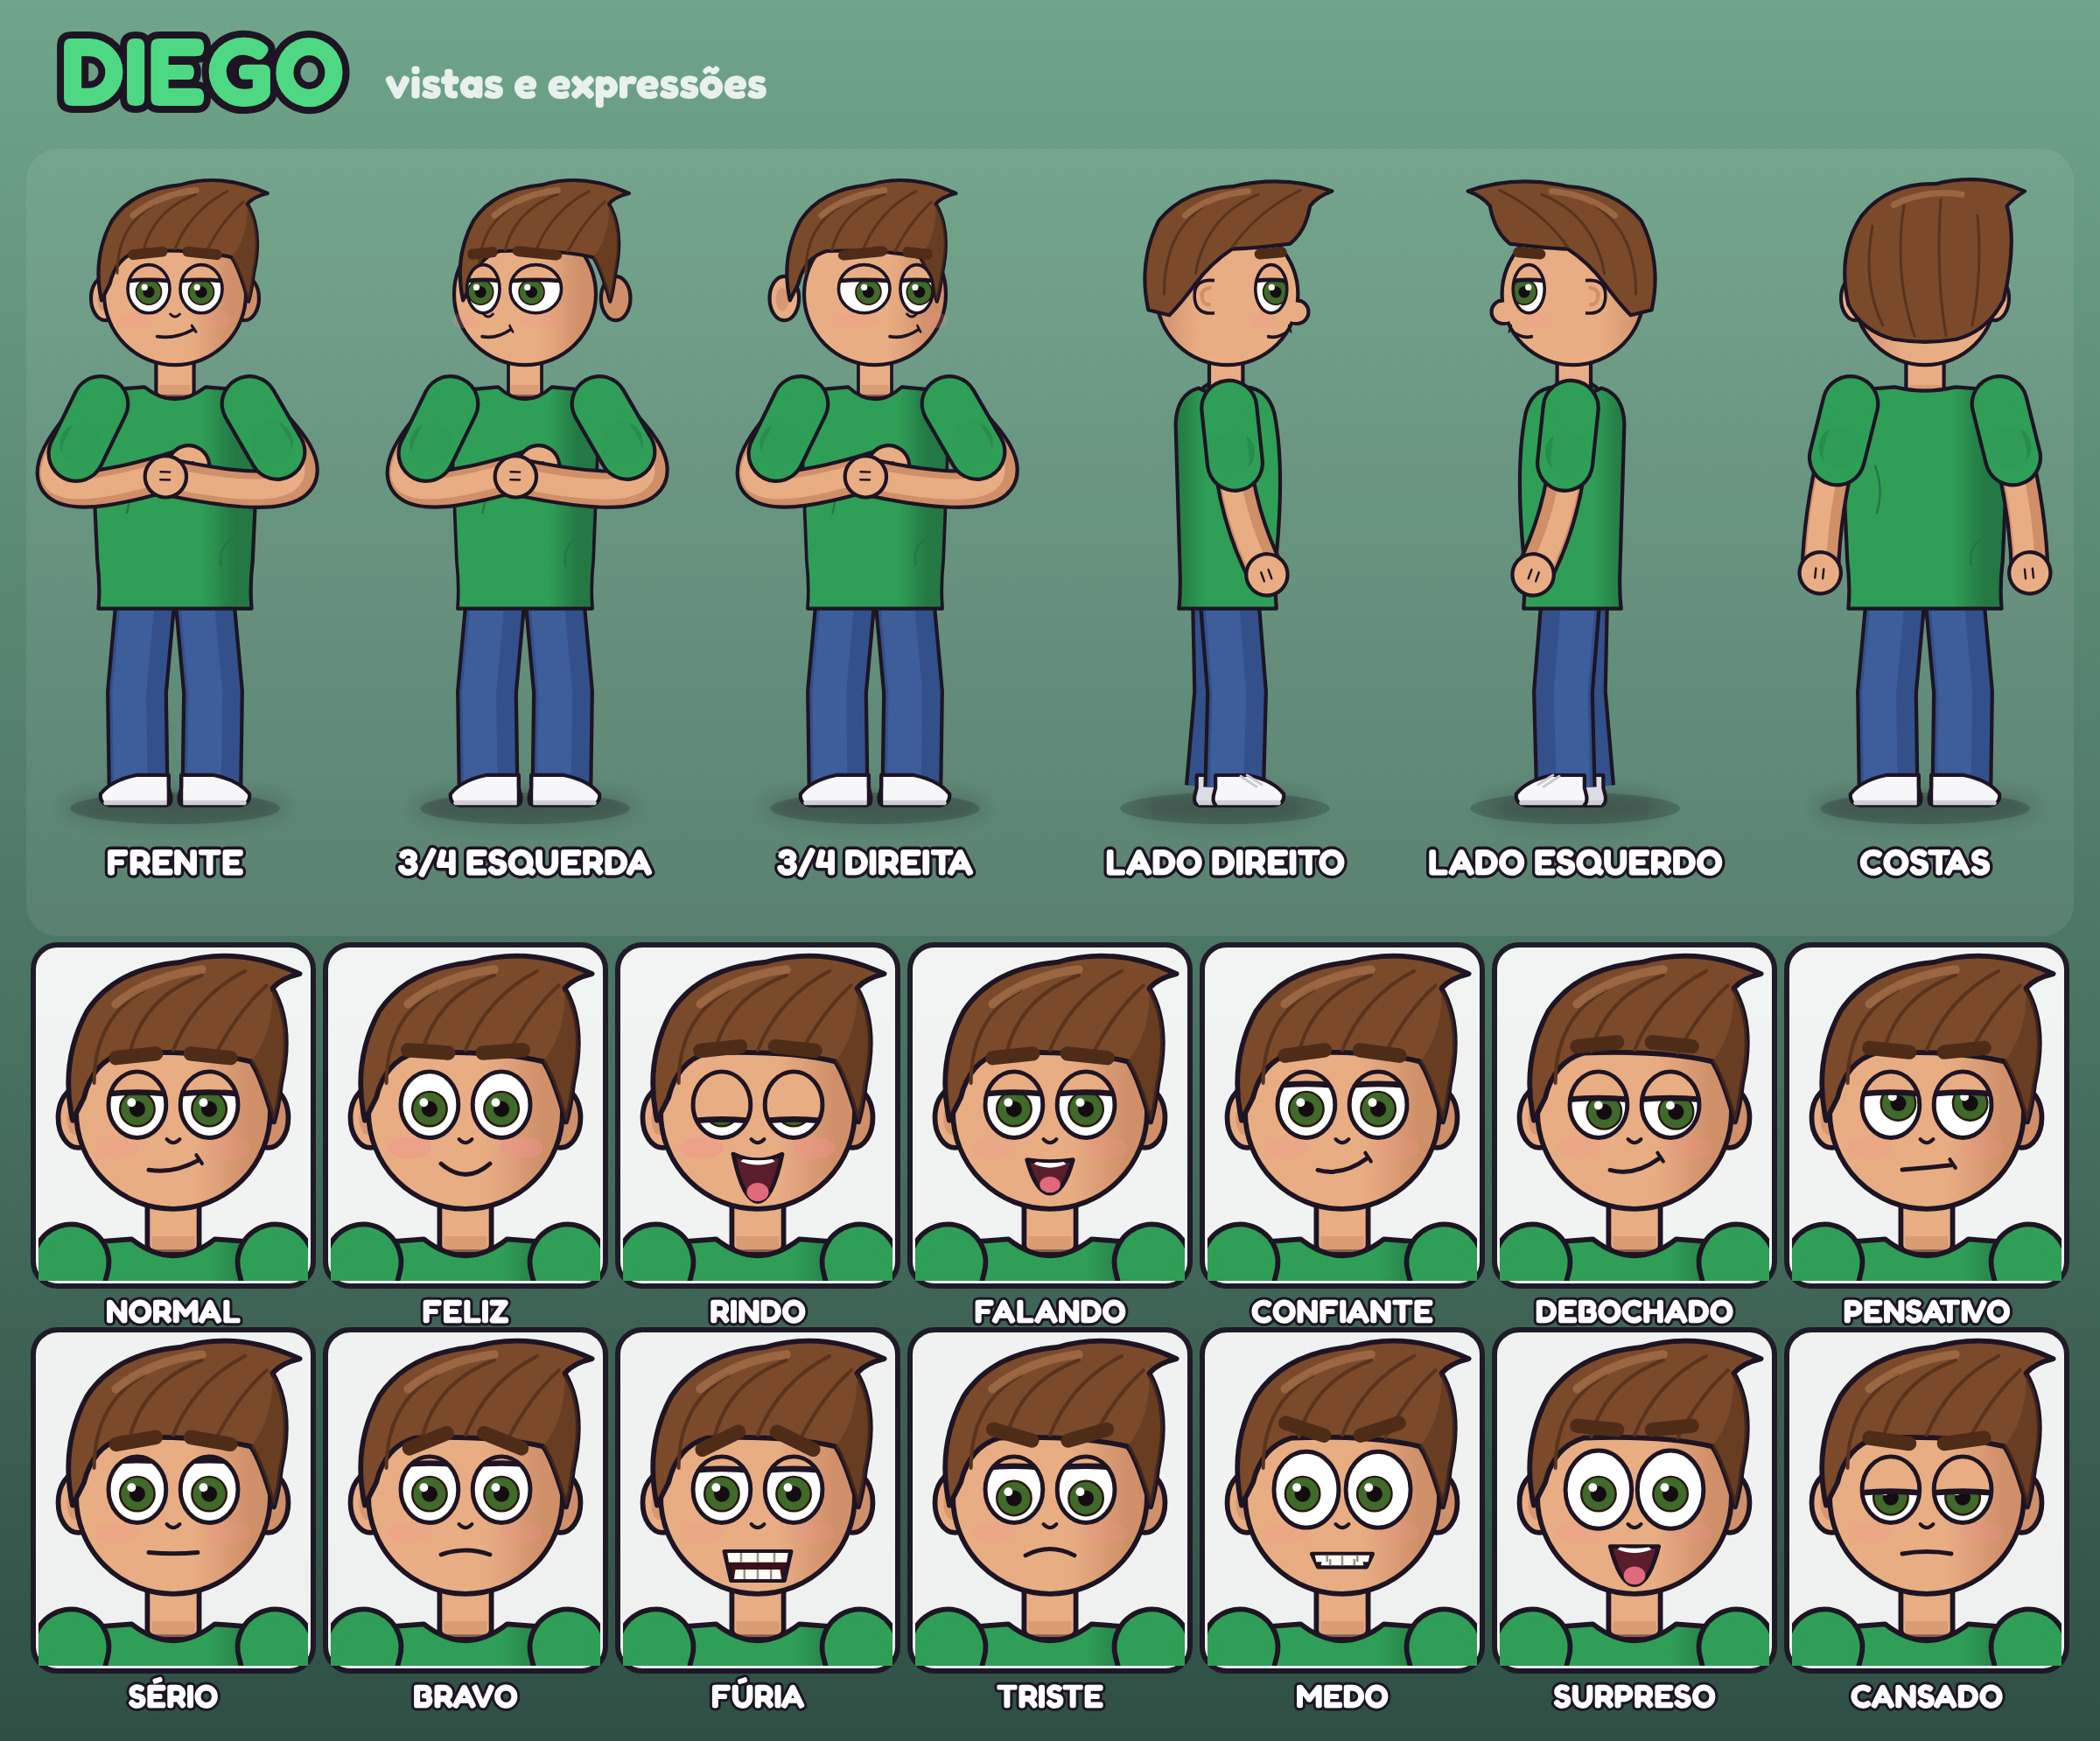 DIEGO vistas e expressões
FRENTE 3/4 ESQUERDA 3/4 DIREITA LADO DIREITO LADO ESQUERDO COSTAS
NORMAL FELIZ RINDO FALANDO CONFIANTE DEBOCHADO PENSATIVO
SÉRIO BRAVO FÚRIA TRISTE MEDO SURPRESO CANSADO